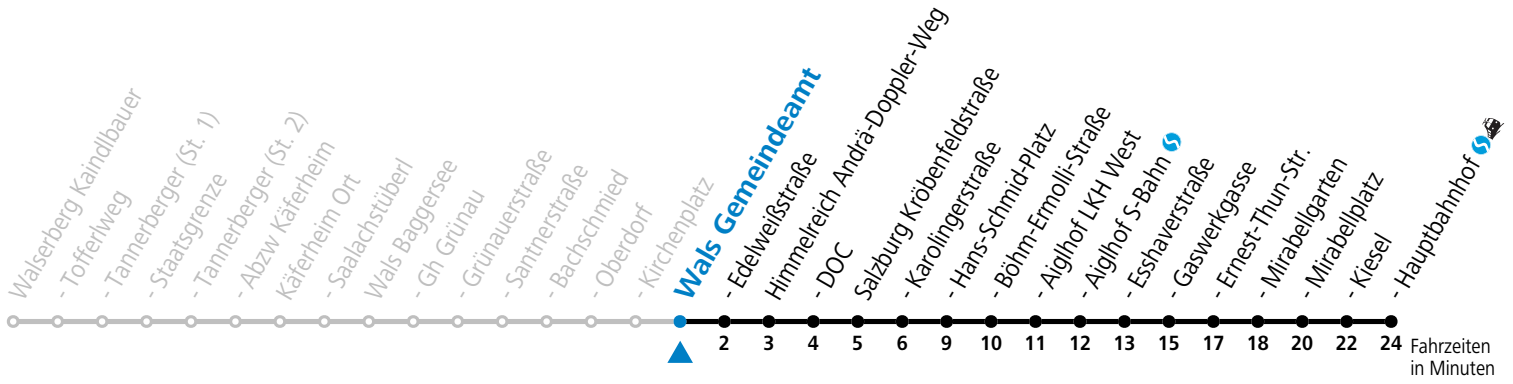 Walserberg Kaindlbauer
- Tofferlweg
- Tannerberger (St. 1)
- Staatsgrenze
- Tannerberger (St. 2)
- Abzw Käferheim
Käferheim Ort
- Saalachstüberl
Wals Baggersee
- Gh Grünau
- Grünauerstraße
- Santnerstraße
- Bachschmied
- Oberdorf
- Kirchenplatz
Wals Gemeindeamt
- Edelweißstraße
Himmelreich Andrä-Doppler-Weg
- DOC
Salzburg Kröbenfeldstraße
- Karolingerstraße
- Hans-Schmid-Platz
- Böhm-Ermolli-Straße
- Aiglhof LKH West
- Aiglhof S-Bahn
- Esshaverstraße
- Gaswerkgasse
- Ernest-Thun-Str.
- Mirabellgarten
- Mirabellplatz
- Kiesel
- Hauptbahnhof
2 3 4 5 6 9 10 11 12 13 15 17 18 20 22 24 Fahrzeiten
in Minuten